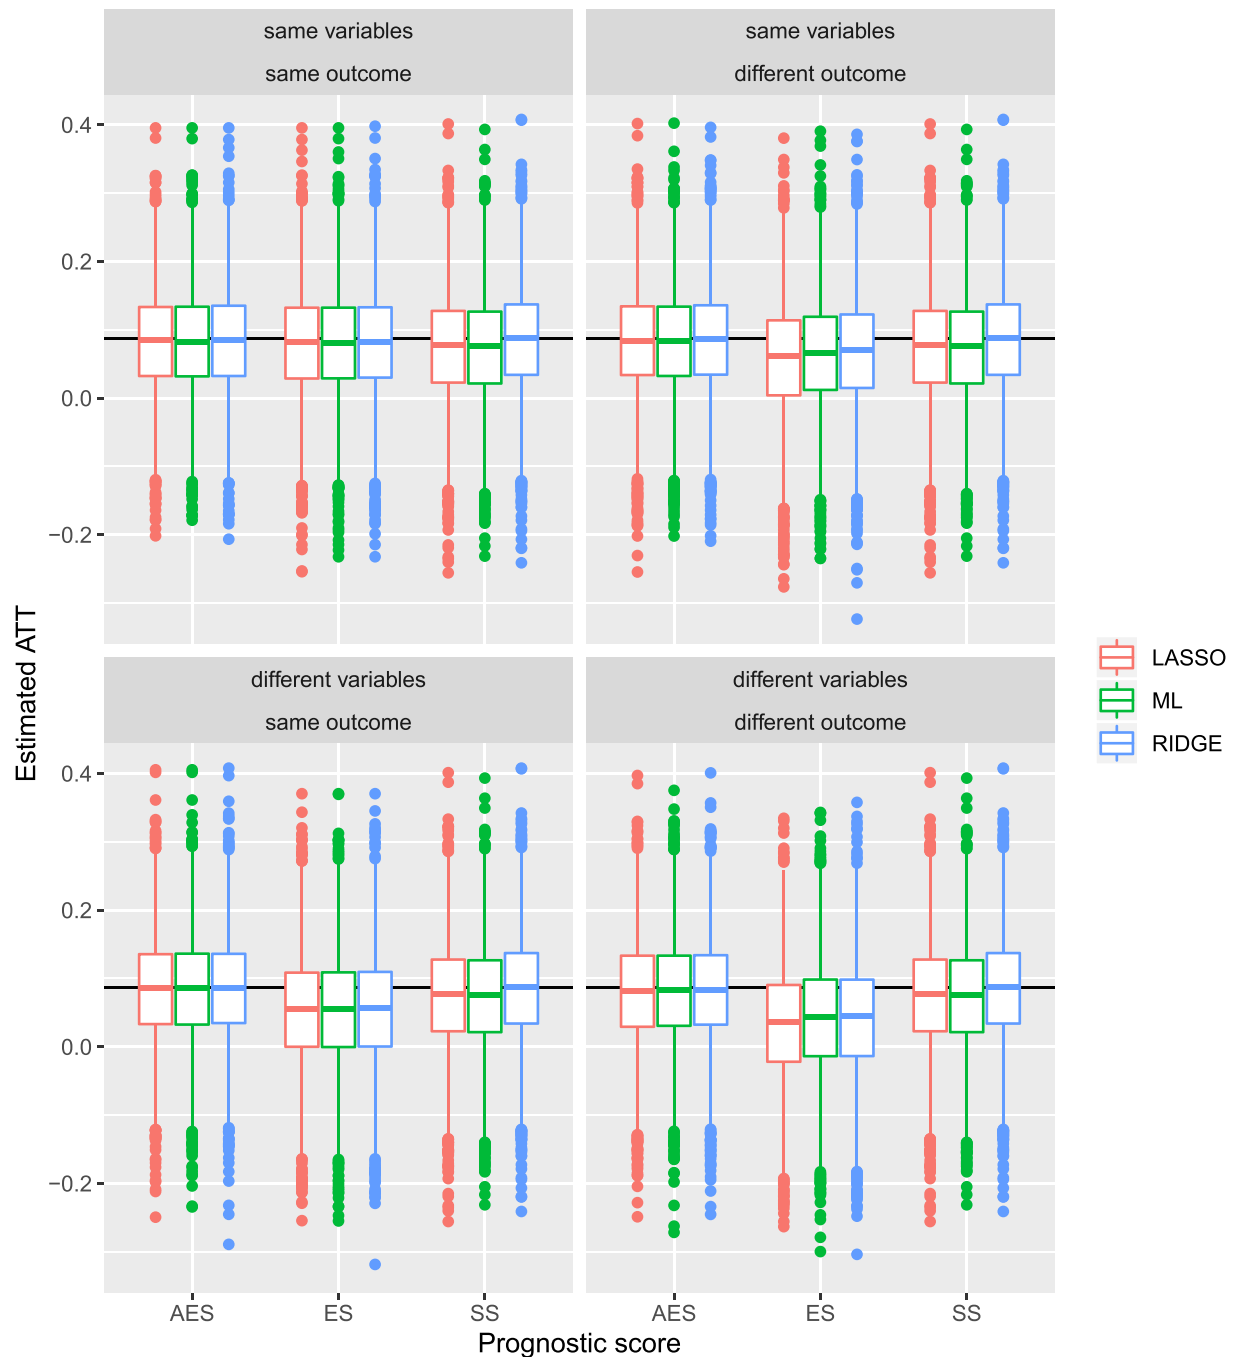 same variables
same outcome
same variables
different outcome
0.4
0.2
0.0
−0.2
Estimated ATT
different variables
same outcome
different variables
different outcome
0.4
0.2
0.0
−0.2
AES
ES
SS
AES
ES
SS
Prognostic score
LASSO
ML
RIDGE